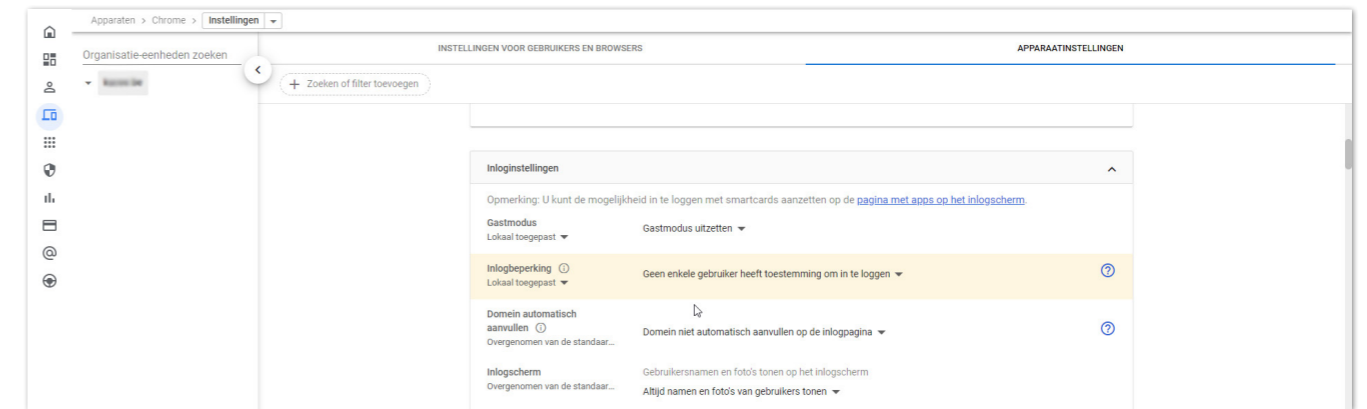 Apparaten > Chrome > Instellingen
Organisatie-eenheden zoeken
INSTELLINGEN VOOR GEBRUIKERS EN BROWSERS
APPARAATINSTELLINGEN
+ Zoeken of filter toevoegen
Inloginstellingen
Opmerking: U kunt de mogelijkheid in te loggen met smartcards aanzetten op de pagina met apps op het inlogscherm.
Gastmodus
Lokaal toegepast
Gastmodus uitzetten
Inlogbeperking
Lokaal toegepast
Geen enkele gebruiker heeft toestemming om in te loggen
Domein automatisch
aanvullen
Overgenomen van de standaar...
Domein niet automatisch aanvullen op de inlogpagina
Inlogscherm
Overgenomen van de standaar...
Gebruikersnamen en foto's tonen op het inlogscherm
Altijd namen en foto's van gebruikers tonen